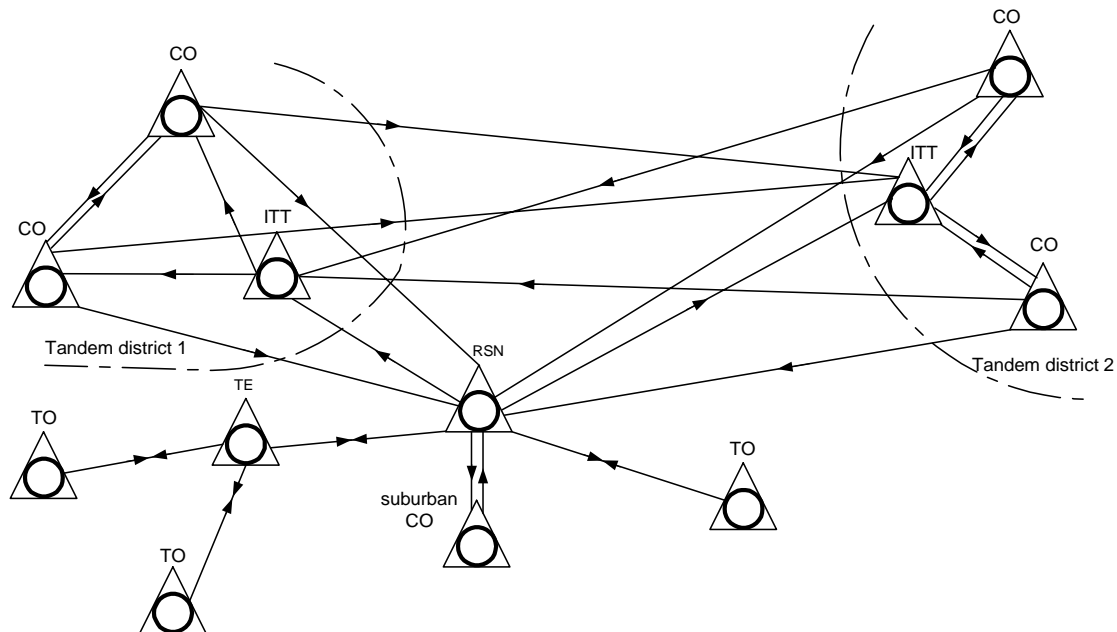 CO
CO
ITT
CO
ITT
CO
CO
Tandem district 1
RSN
Tandem district 2
TE
TO
TO
suburban
CO
TO